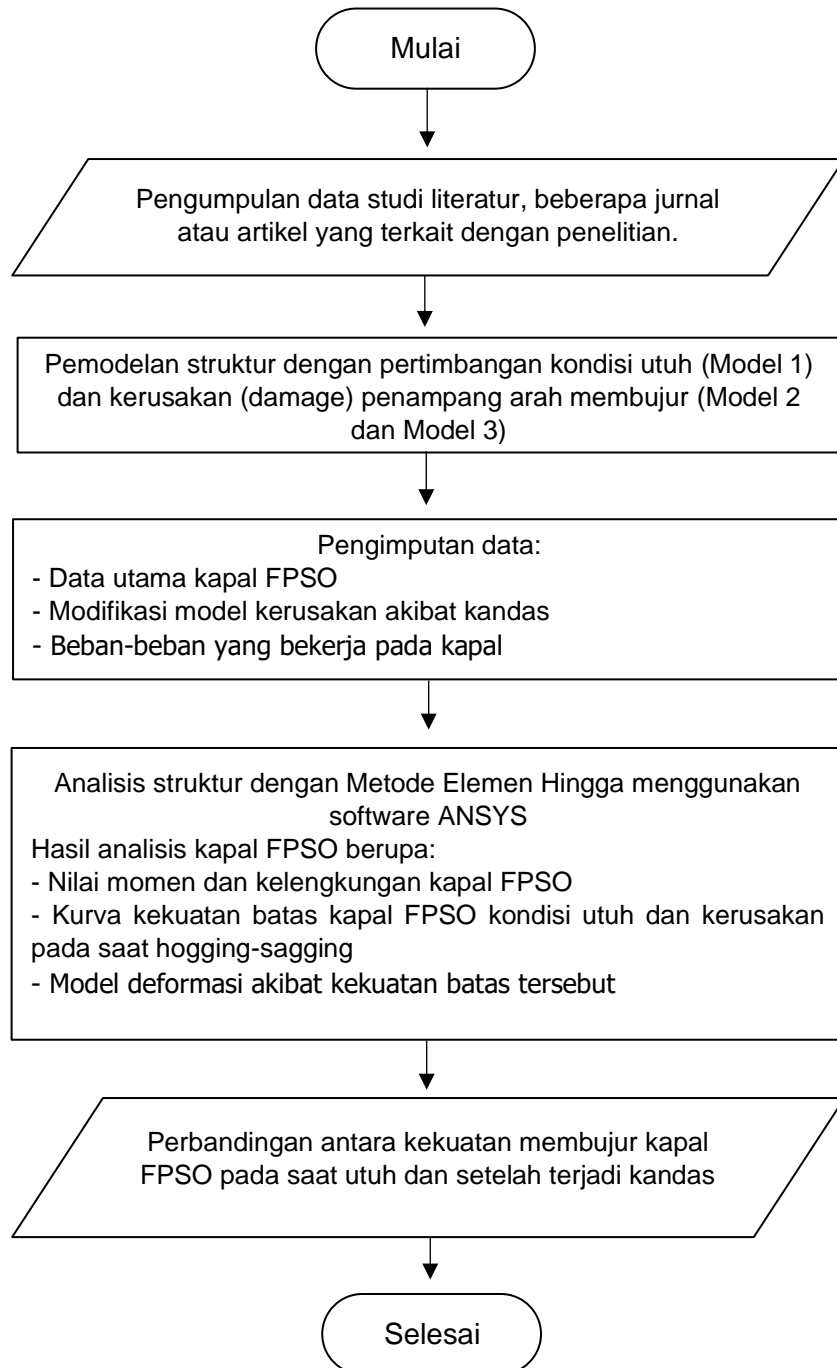 Mulai
Pengumpulan data studi literatur, beberapa jurnal
atau artikel yang terkait dengan penelitian.
Pemodelan struktur dengan pertimbangan kondisi utuh (Model 1)
dan kerusakan (damage) penampang arah membujur (Model 2
dan Model 3)
Pengimputan data:
- Data utama kapal FPSO
- Modifikasi model kerusakan akibat kandas
- Beban-beban yang bekerja pada kapal
Analisis struktur dengan Metode Elemen Hingga menggunakan
software ANSYS
Hasil analisis kapal FPSO berupa:
- Nilai momen dan kelengkungan kapal FPSO
- Kurva kekuatan batas kapal FPSO kondisi utuh dan kerusakan
pada saat hogging-sagging
- Model deformasi akibat kekuatan batas tersebut
Perbandingan antara kekuatan membujur kapal
FPSO pada saat utuh dan setelah terjadi kandas
Selesai